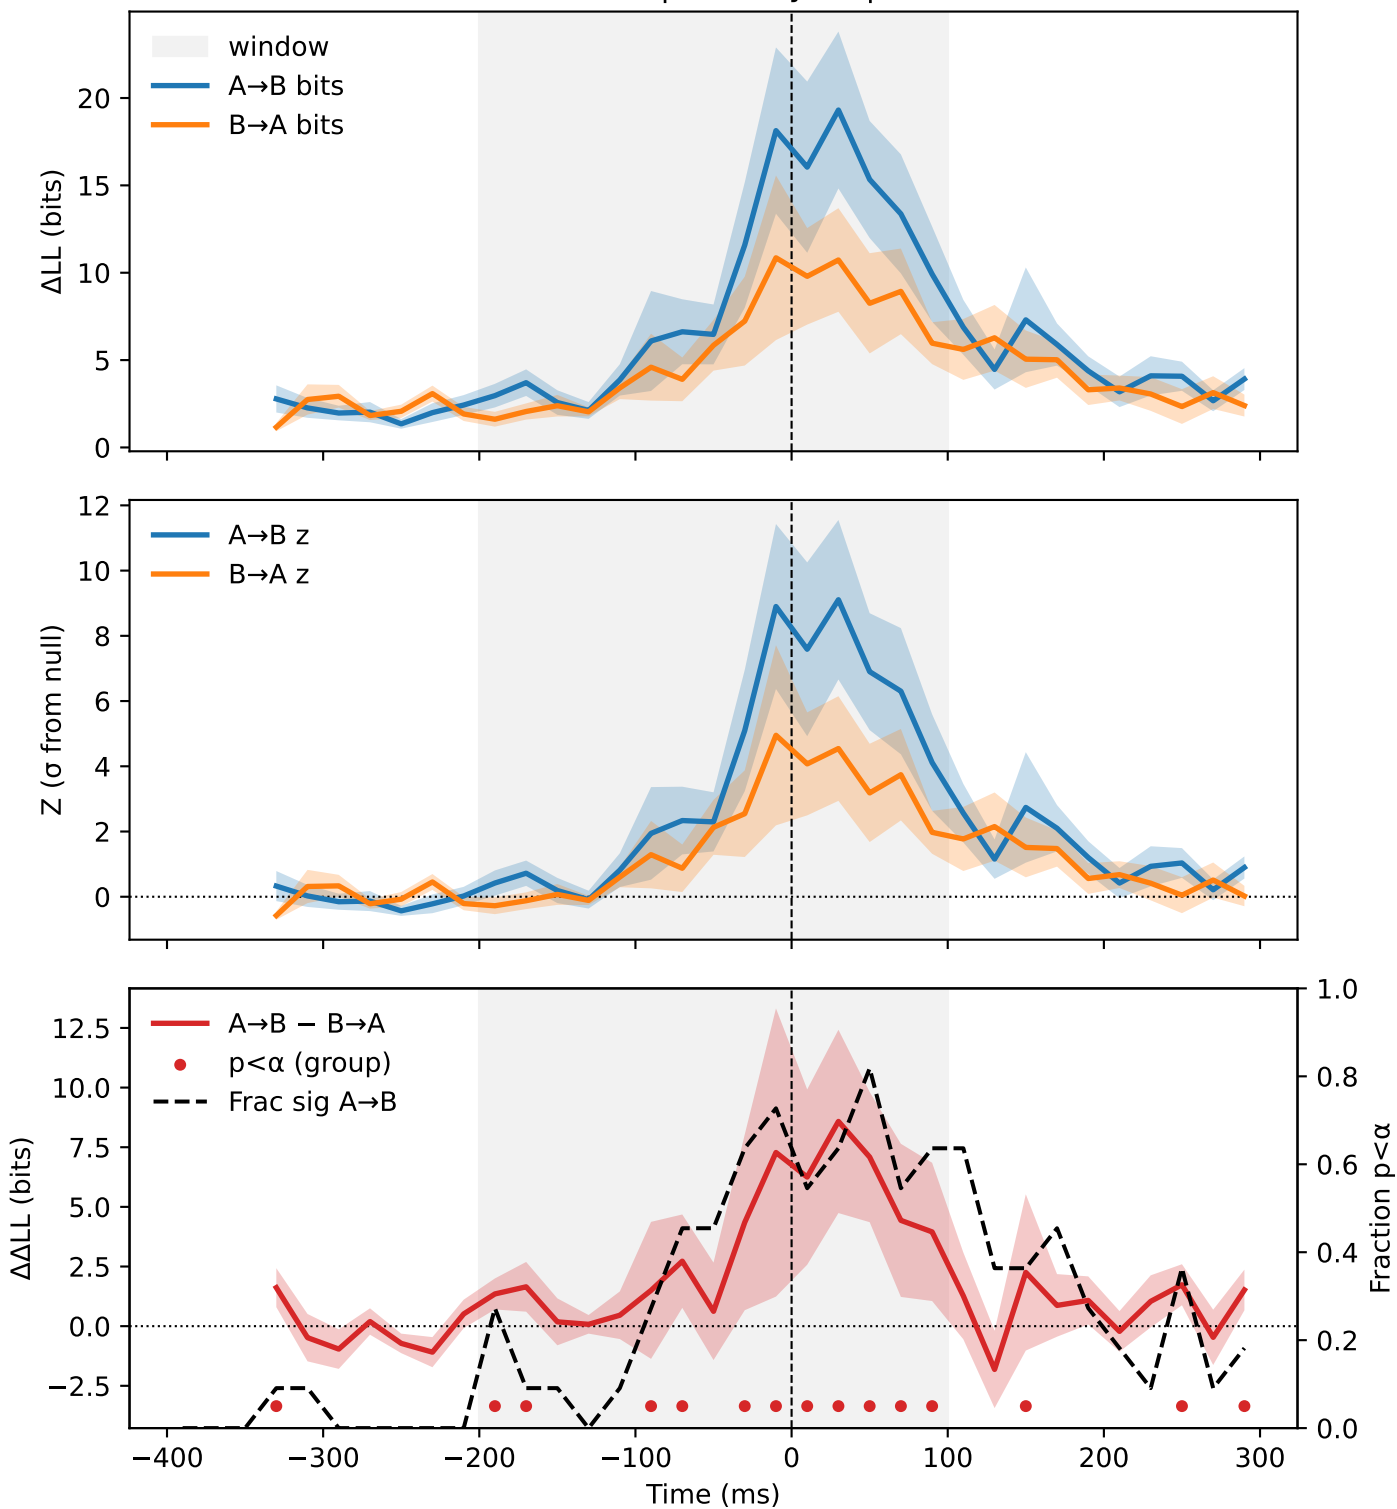 window
A→B bits
B→A bits
20
15
10
5
0
ΔLL (bits)
A→B z
B→A z
12
10
8
6
4
2
0
Z (σ from null)
A→B − B→A
p<α (group)
Frac sig A→B
12.5
10.0
7.5
5.0
2.5
0.0
−2.5
ΔΔLL (bits)
1.0
0.8
0.6
0.4
0.2
0.0
Fraction p<α
−400 −300 −200 −100 0 100 200 300
Time (ms)